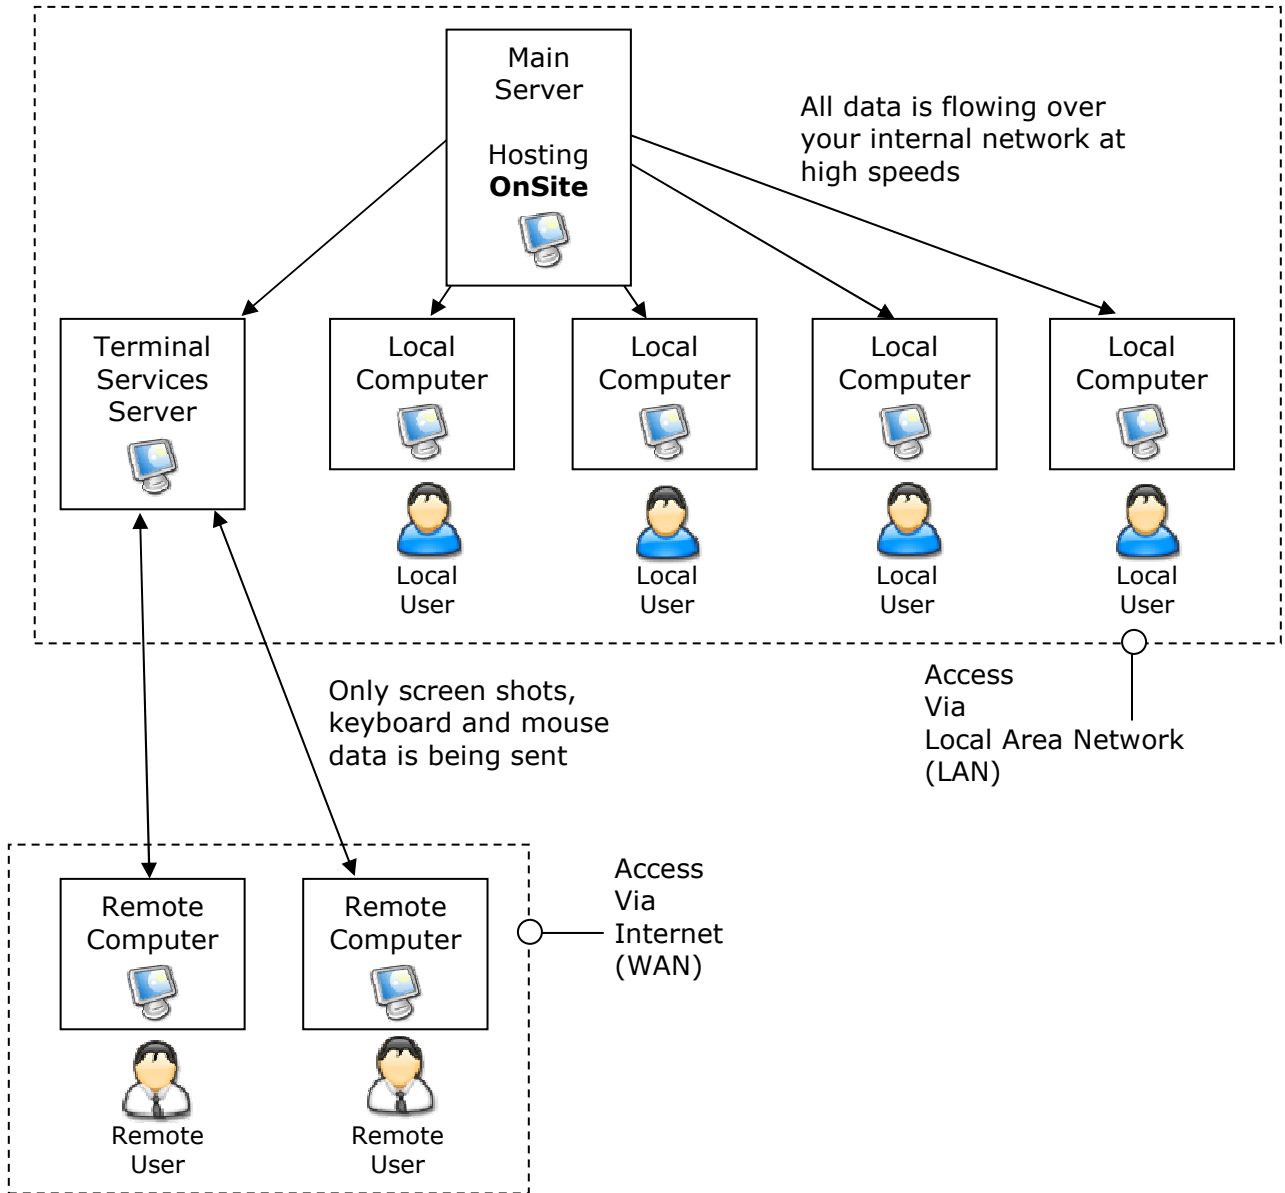 Main
Server
Hosting
OnSite
All data is flowing over
your internal network at
high speeds
Terminal
Services
Server
Local
Computer
Local
Computer
Local
Computer
Local
Computer
Local
User
Local
User
Local
User
Local
User
Only screen shots,
keyboard and mouse
data is being sent
Access
Via
Local Area Network
(LAN)
Remote
Computer
Remote
Computer
Access
Via
Internet
(WAN)
Remote
User
Remote
User